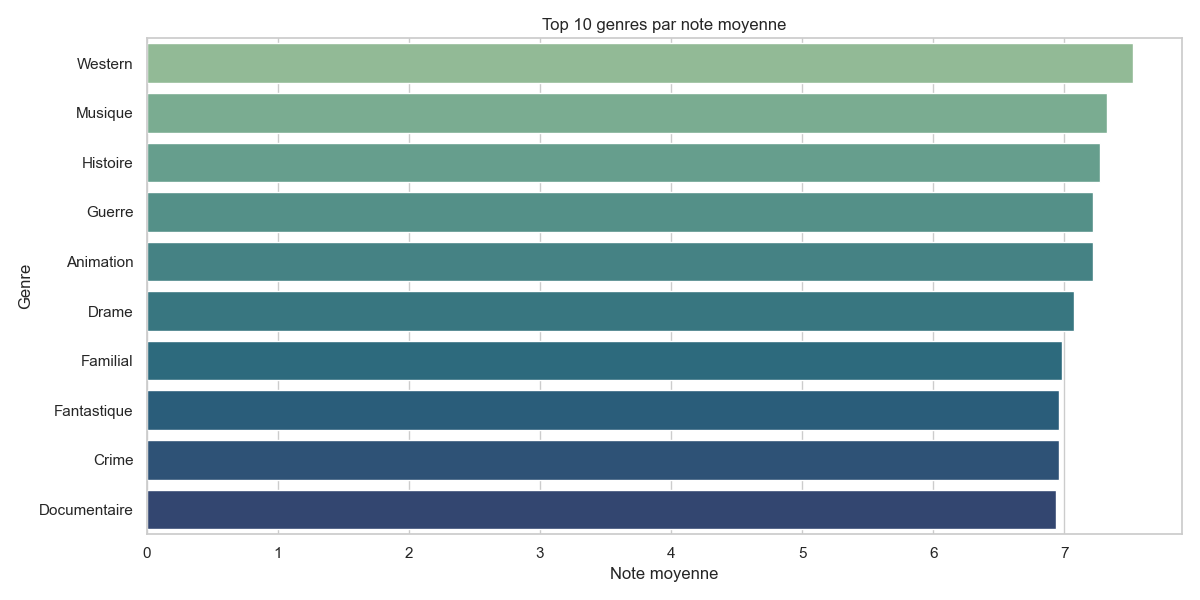 Top 10 genres par note moyenne
Genre
Western
Musique
Histoire
Guerre
Animation
Drame
Familial
Fantastique
Crime
Documentaire
0 1 2 3 4 5 6 7
Note moyenne